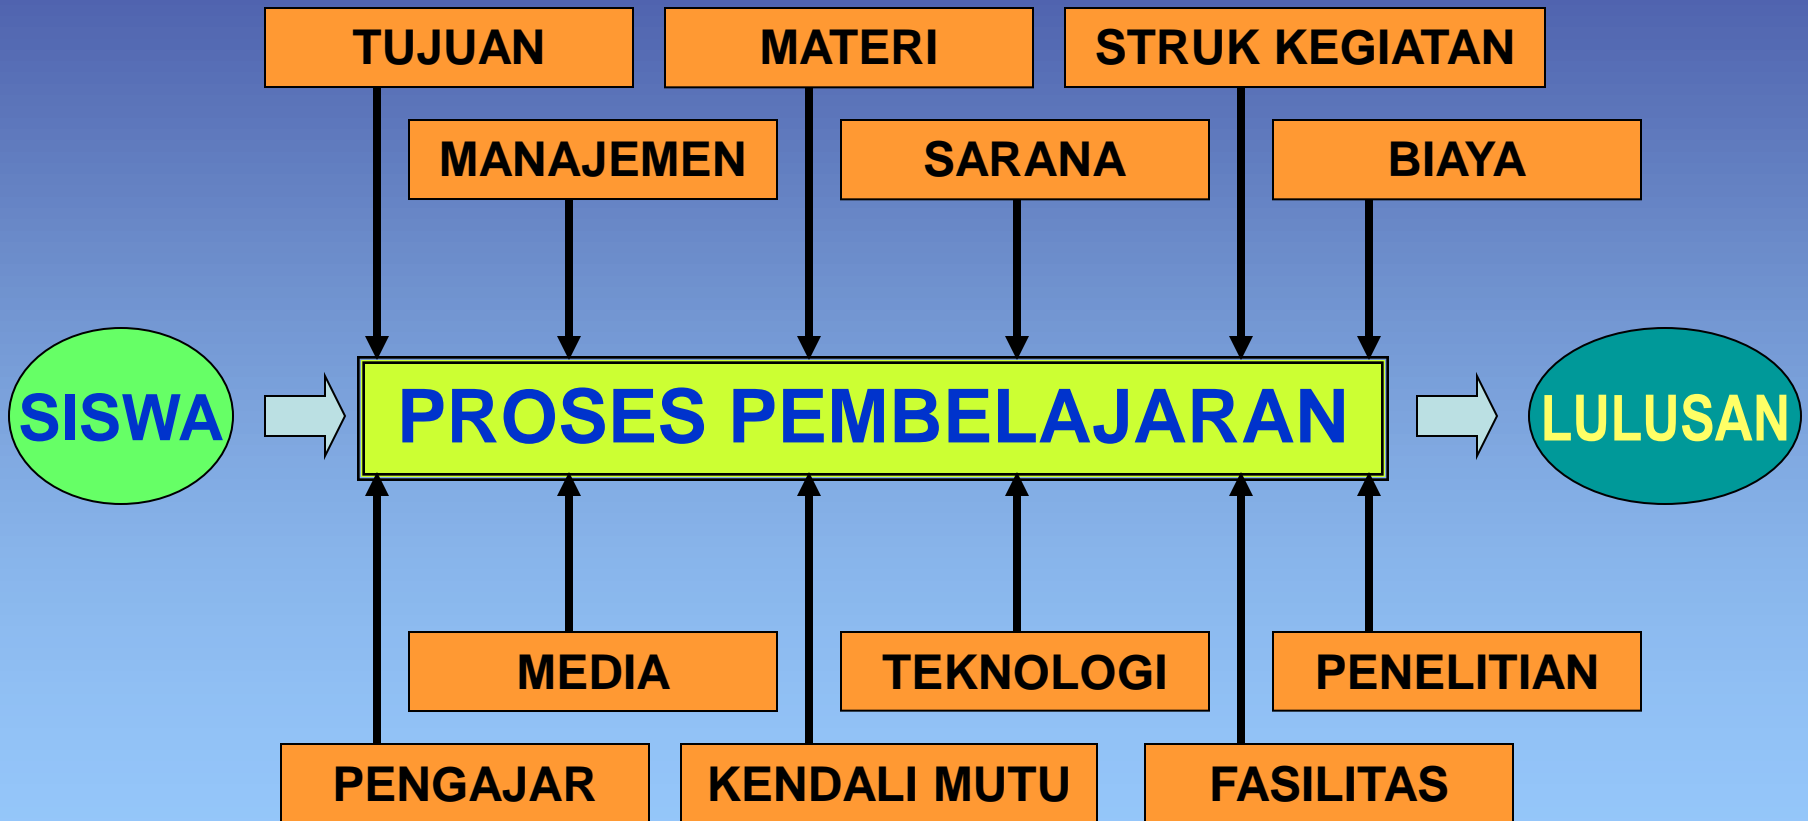 TUJUAN
MATERI
STRUK KEGIATAN
MANAJEMEN
SARANA
BIAYA
SISWA
PROSES PEMBELAJARAN
LULUSAN
MEDIA
TEKNOLOGI
PENELITIAN
PENGAJAR
KENDALI MUTU
FASILITAS